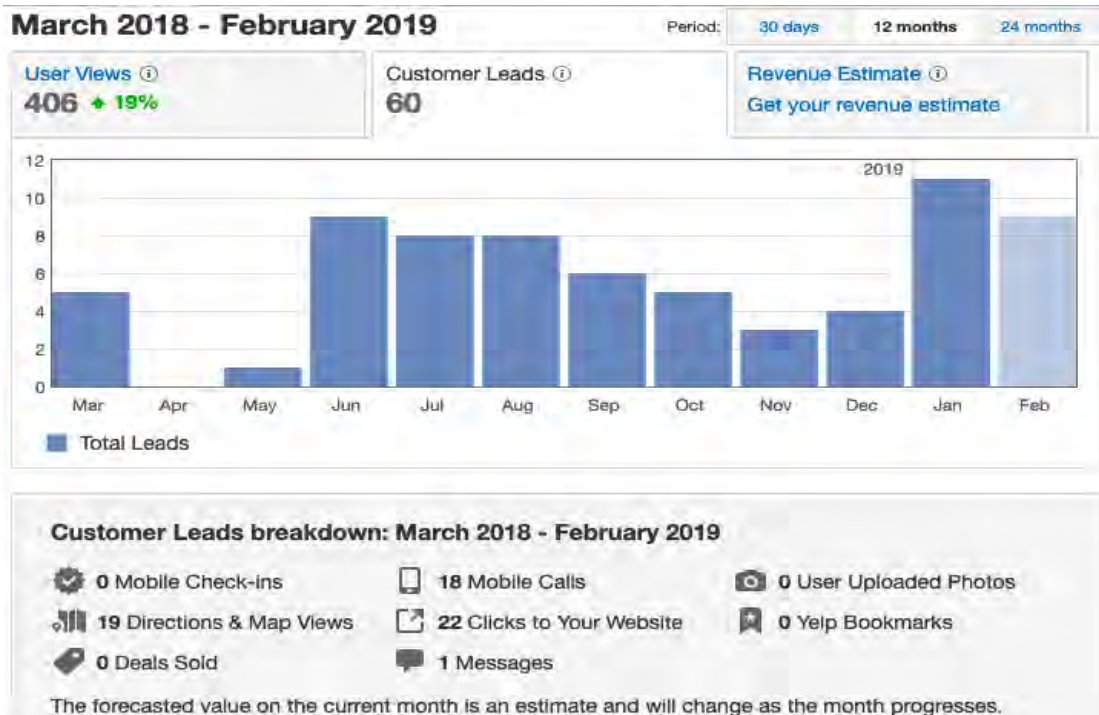 March 2018 - February 2019
Period: 30 days 12 months 24 months
User Views
406 19%
Customer Leads
60
Revenue Estimate
Get your revenue estimate
12
10
8
6
4
2
0
2019
Mar Apr May Jun Jul Aug Sep Oct Nov Dec Jan Feb
Total Leads
Customer Leads breakdown: March 2018 - February 2019
0 Mobile Check-ins 18 Mobile Calls 0 User Uploaded Photos
19 Directions & Map Views 22 Clicks to Your Website 0 Yelp Bookmarks
0 Deals Sold 1 Messages
The forecasted value on the current month is an estimate and will change as the month progresses.